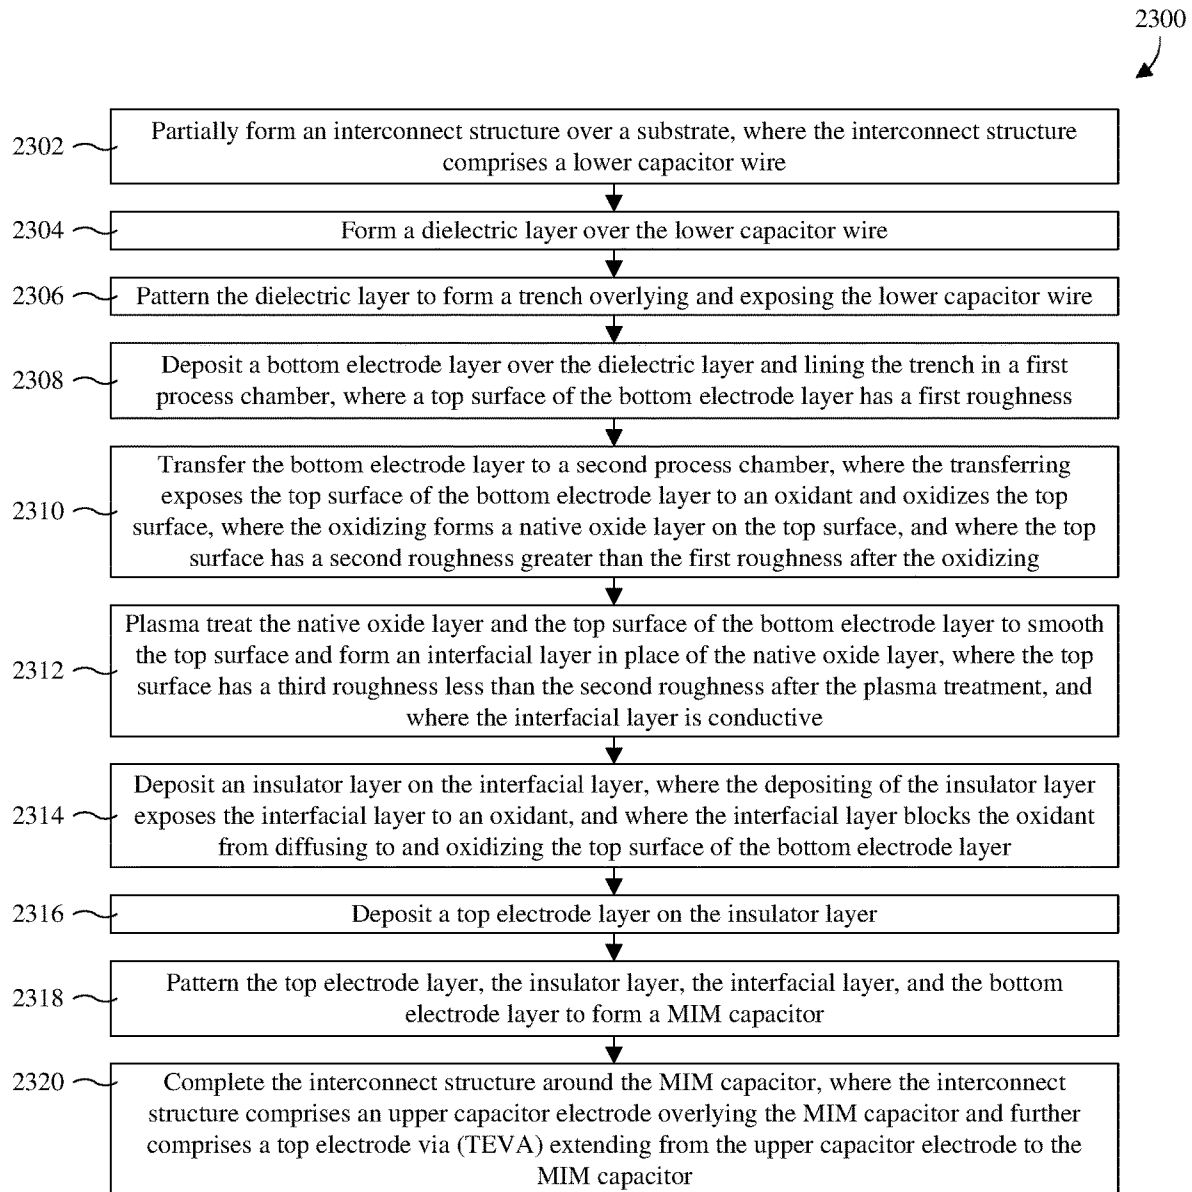 2300
2302
Partially form an interconnect structure over a substrate, where the interconnect structure
comprises a lower capacitor wire
2304
Form a dielectric layer over the lower capacitor wire
2306
Pattern the dielectric layer to form a trench overlying and exposing the lower capacitor wire
2308
Deposit a bottom electrode layer over the dielectric layer and lining the trench in a first
process chamber, where a top surface of the bottom electrode layer has a first roughness
2310
Transfer the bottom electrode layer to a second process chamber, where the transferring
exposes the top surface of the bottom electrode layer to an oxidant and oxidizes the top
surface, where the oxidizing forms a native oxide layer on the top surface, and where the top
surface has a second roughness greater than the first roughness after the oxidizing
2312
Plasma treat the native oxide layer and the top surface of the bottom electrode layer to smooth
the top surface and form an interfacial layer in place of the native oxide layer, where the top
surface has a third roughness less than the second roughness after the plasma treatment, and
where the interfacial layer is conductive
2314
Deposit an insulator layer on the interfacial layer, where the depositing of the insulator layer
exposes the interfacial layer to an oxidant, and where the interfacial layer blocks the oxidant
from diffusing to and oxidizing the top surface of the bottom electrode layer
2316
Deposit a top electrode layer on the insulator layer
2318
Pattern the top electrode layer, the insulator layer, the interfacial layer, and the bottom
electrode layer to form a MIM capacitor
2320
Complete the interconnect structure around the MIM capacitor, where the interconnect
structure comprises an upper capacitor electrode overlying the MIM capacitor and further
comprises a top electrode via (TEVA) extending from the upper capacitor electrode to the
MIM capacitor